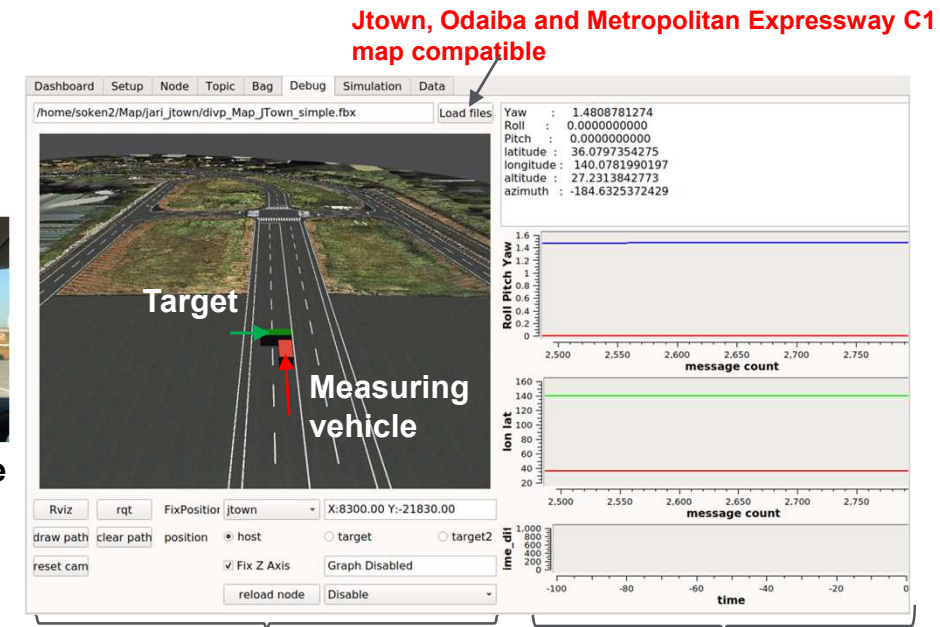 Jtown, Odaiba and Metropolitan Expressway C1
map compatible
Dashboard Setup Node Topic Bag Debug Simulation Data
/home/soken2/Map/jari_jtown/divp_Map_JTown_simple.fbx Load files
Yaw : 1.4808781274
Roll : 0.0000000000
Pitch : 0.0000000000
latitude : 36.0797354275
longitude : 140.0781990197
altitude : 27.2313842773
azimuth : -184.6325372429
Target
Measuring
vehicle
Roll Pitch Yaw
1.6
1.4
1.2
1
0.8
0.6
0.4
0.2
0
2,500 2,550 2,600 2,650 2,700 2,750
message count
lon lat
160
140
120
100
80
60
40
20
2,500 2,550 2,600 2,650 2,700 2,750
message count
ime_dif
1,000
800
600
400
200
0
-100 -80 -60 -40 -20 0
time
e
Rviz rqt FixPosition jtown X:8300.00 Y:-21830.00
draw path clear path position host target target2
reset cam Fix Z Axis Graph Disabled
reload node Disable